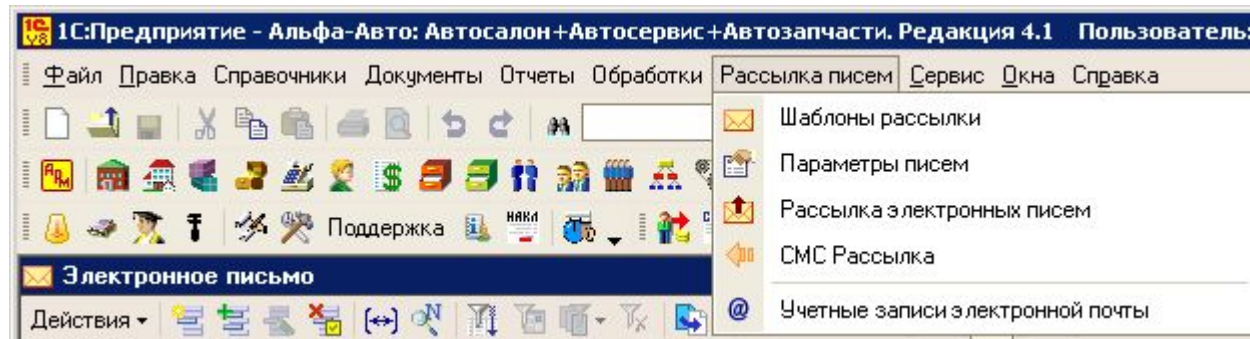 1С:Предприятие - Альфа-Авто: Автосалон+Автосервис+Автозапчасти. Редакция 4.1 Пользователь:
Файл Правка Справочники Документы Отчеты Обработки Рассылка писем Сервис Окна Справка
Шаблоны рассылки
Параметры писем
Рассылка электронных писем
Поддержка
СМС Рассылка
Электронное письмо
Учетные записи электронной почты
Действия